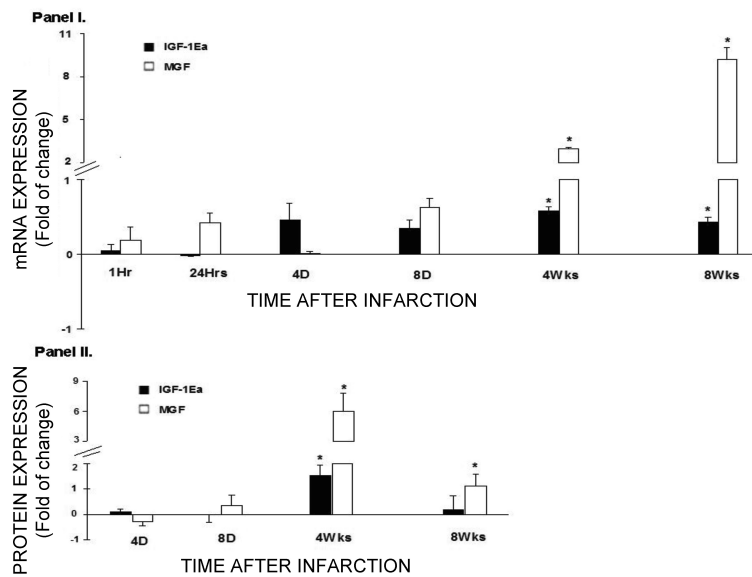 Panel I.
mRNA EXPRESSION
(Fold of change)
11
8
5
2
1
0
-1
IGF-1Ea
MGF
*
*
*
*
1Hr 24Hrs 4D 8D 4Wks 8Wks
TIME AFTER INFARCTION
Panel II.
PROTEIN EXPRESSION
(Fold of change)
9
6
3
2
1
0
-1
IGF-1Ea
MGF
*
*
*
4D 8D 4Wks 8Wks
TIME AFTER INFARCTION